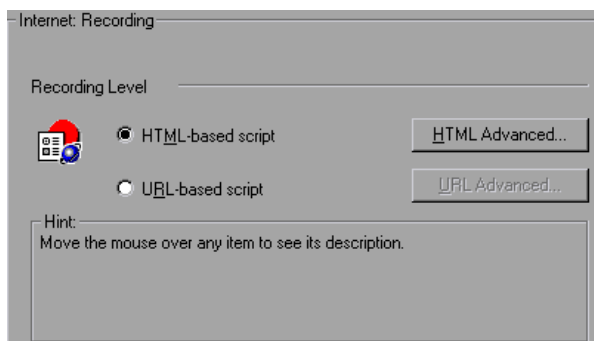 Internet: Recording
Recording Level
HTML-based script
HTML Advanced...
URL-based script
URL Advanced...
Hint:
Move the mouse over any item to see its description.